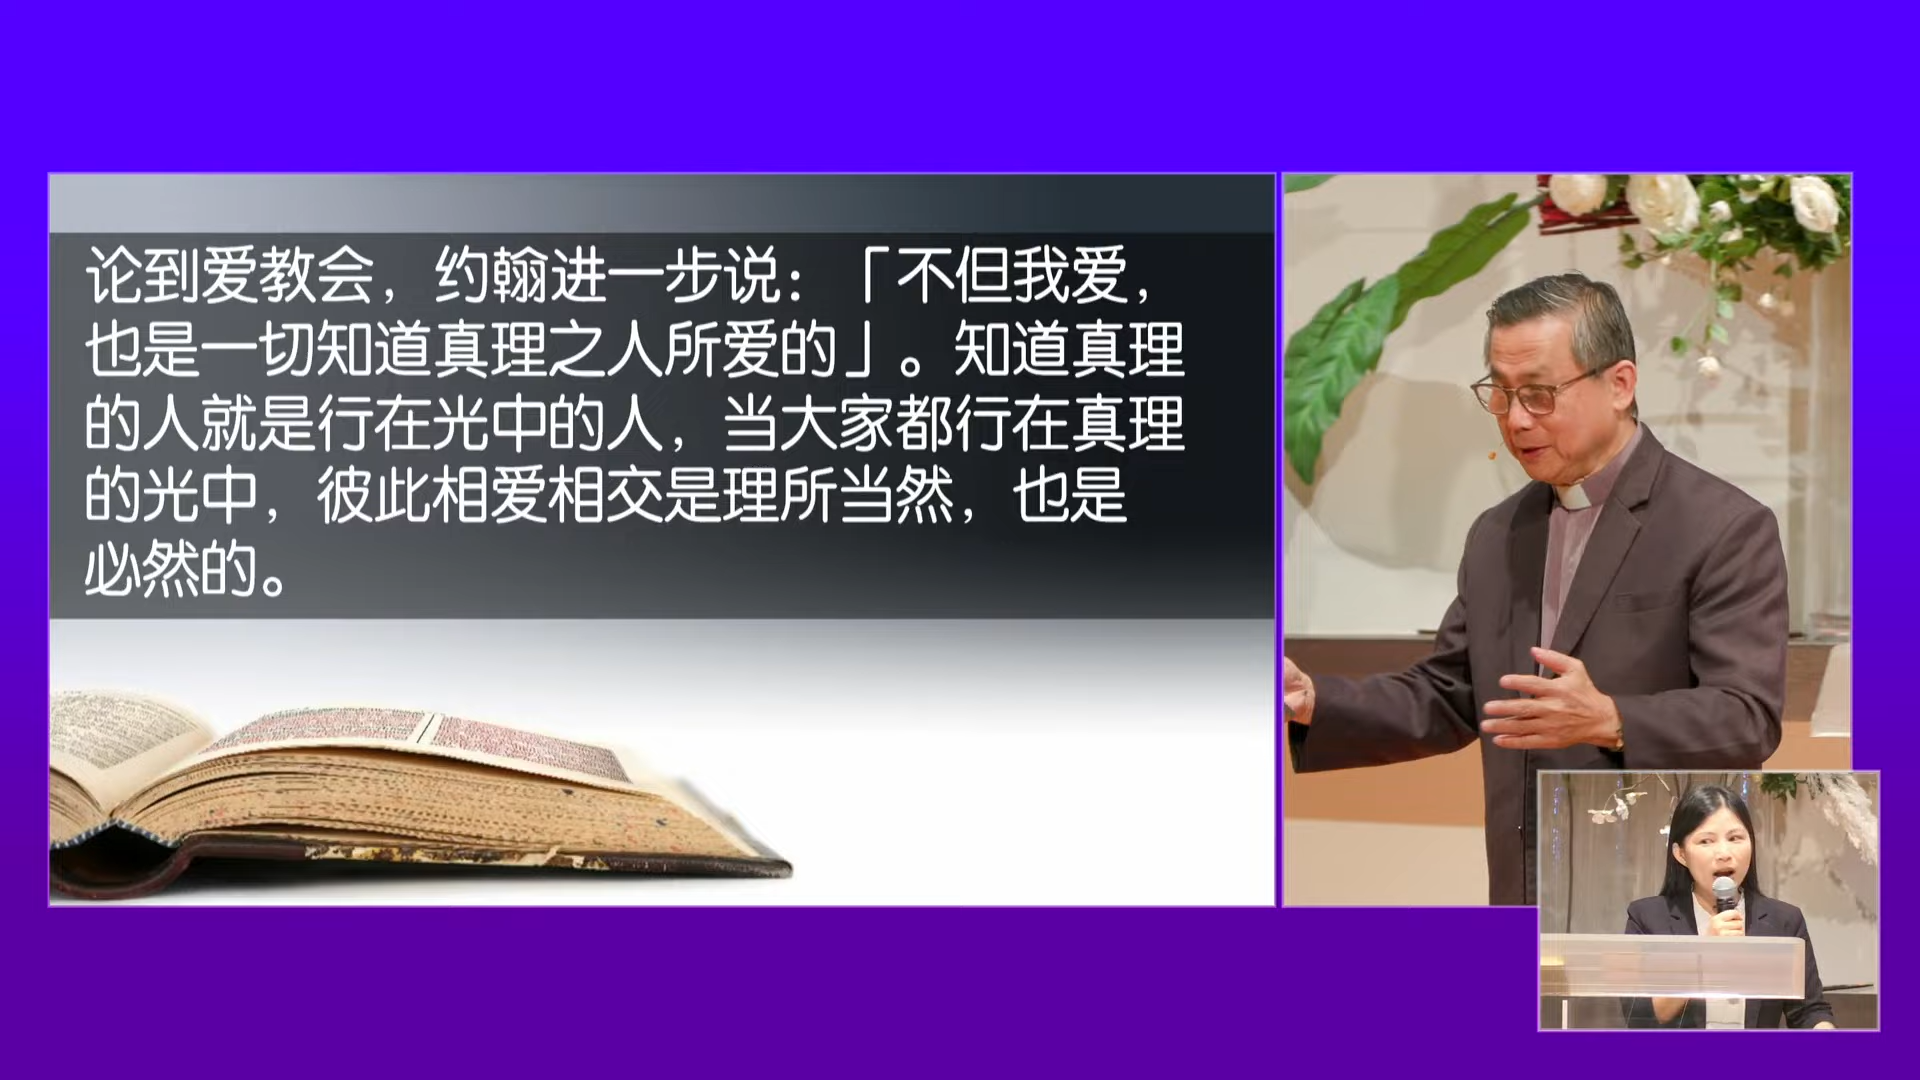 论到爱教会，约翰进一步说：「不但我爱，
也是一切知道真理之人所爱的」。知道真理
的人就是行在光中的人，当大家都行在真理
的光中，彼此相爱相交是理所当然，也是
必然的。